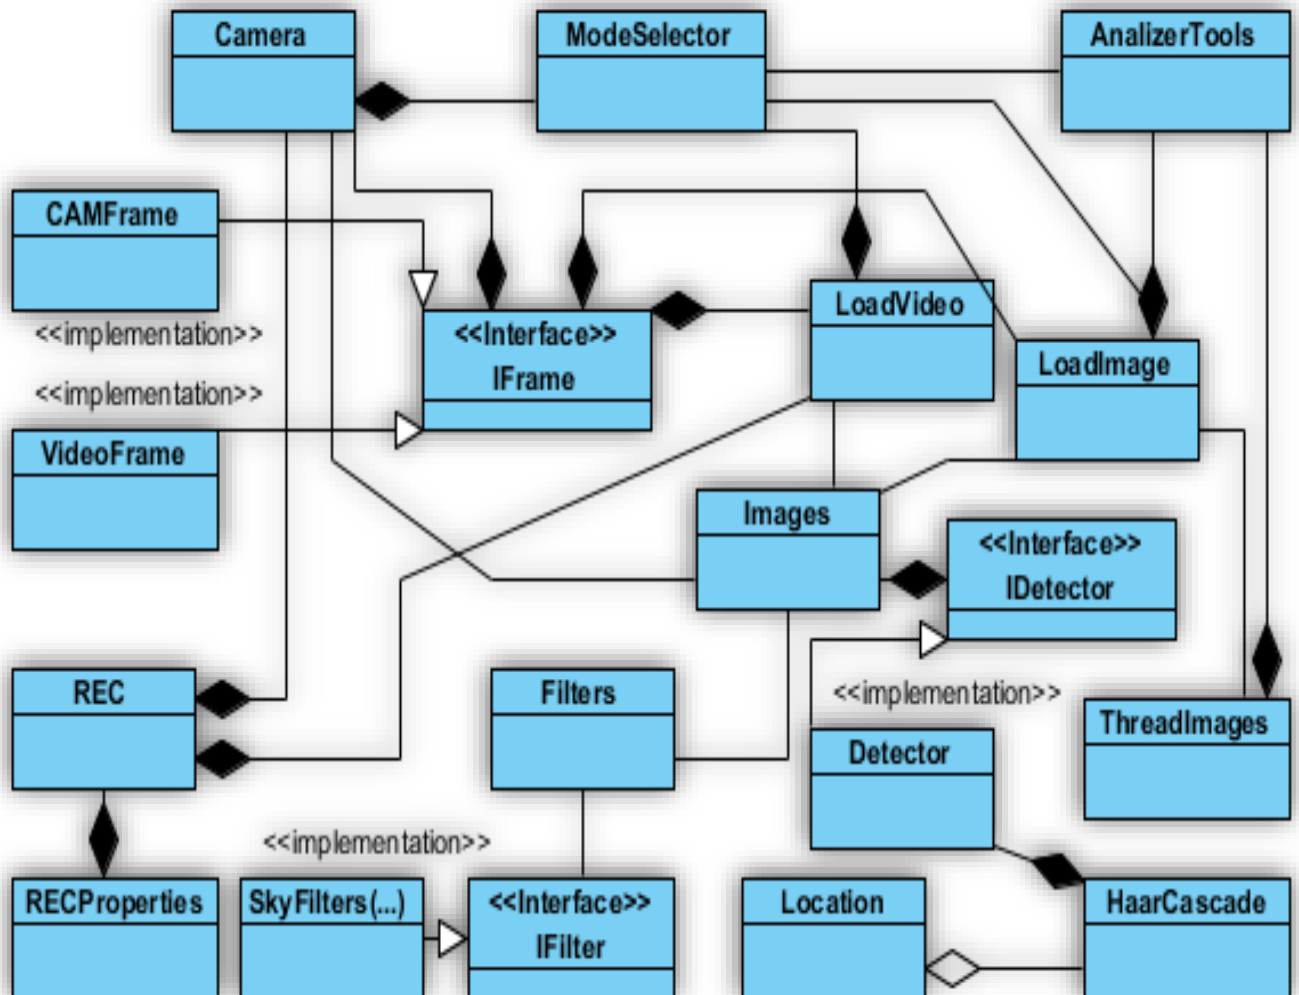 Camera
ModeSelector
AnalizerTools
CAMFrame
<<implementation>>
<<Interface>>
IFrame
LoadVideo
LoadImage
<<implementation>>
VideoFrame
Images
<<Interface>>
IDetector
REC
Filters
<<implementation>>
ThreadImages
Detector
<<implementation>>
RECProperties
SkyFilters(...)
<<Interface>>
IFilter
Location
HaarCascade